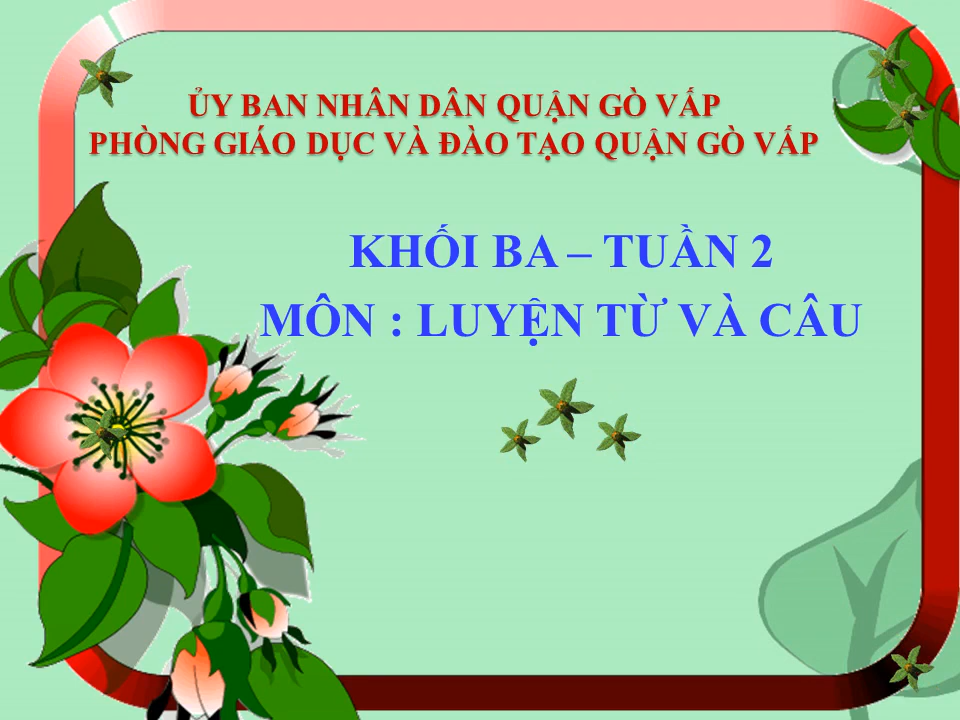 ỦY BAN NHÂN DÂN QUẬN GÒ VẤP
PHÒNG GIÁO DỤC VÀ ĐÀO TẠO QUẬN GÒ VẤP
KHỐI BA – TUẦN 2
MÔN : LUYỆN TỪ VÀ CÂU